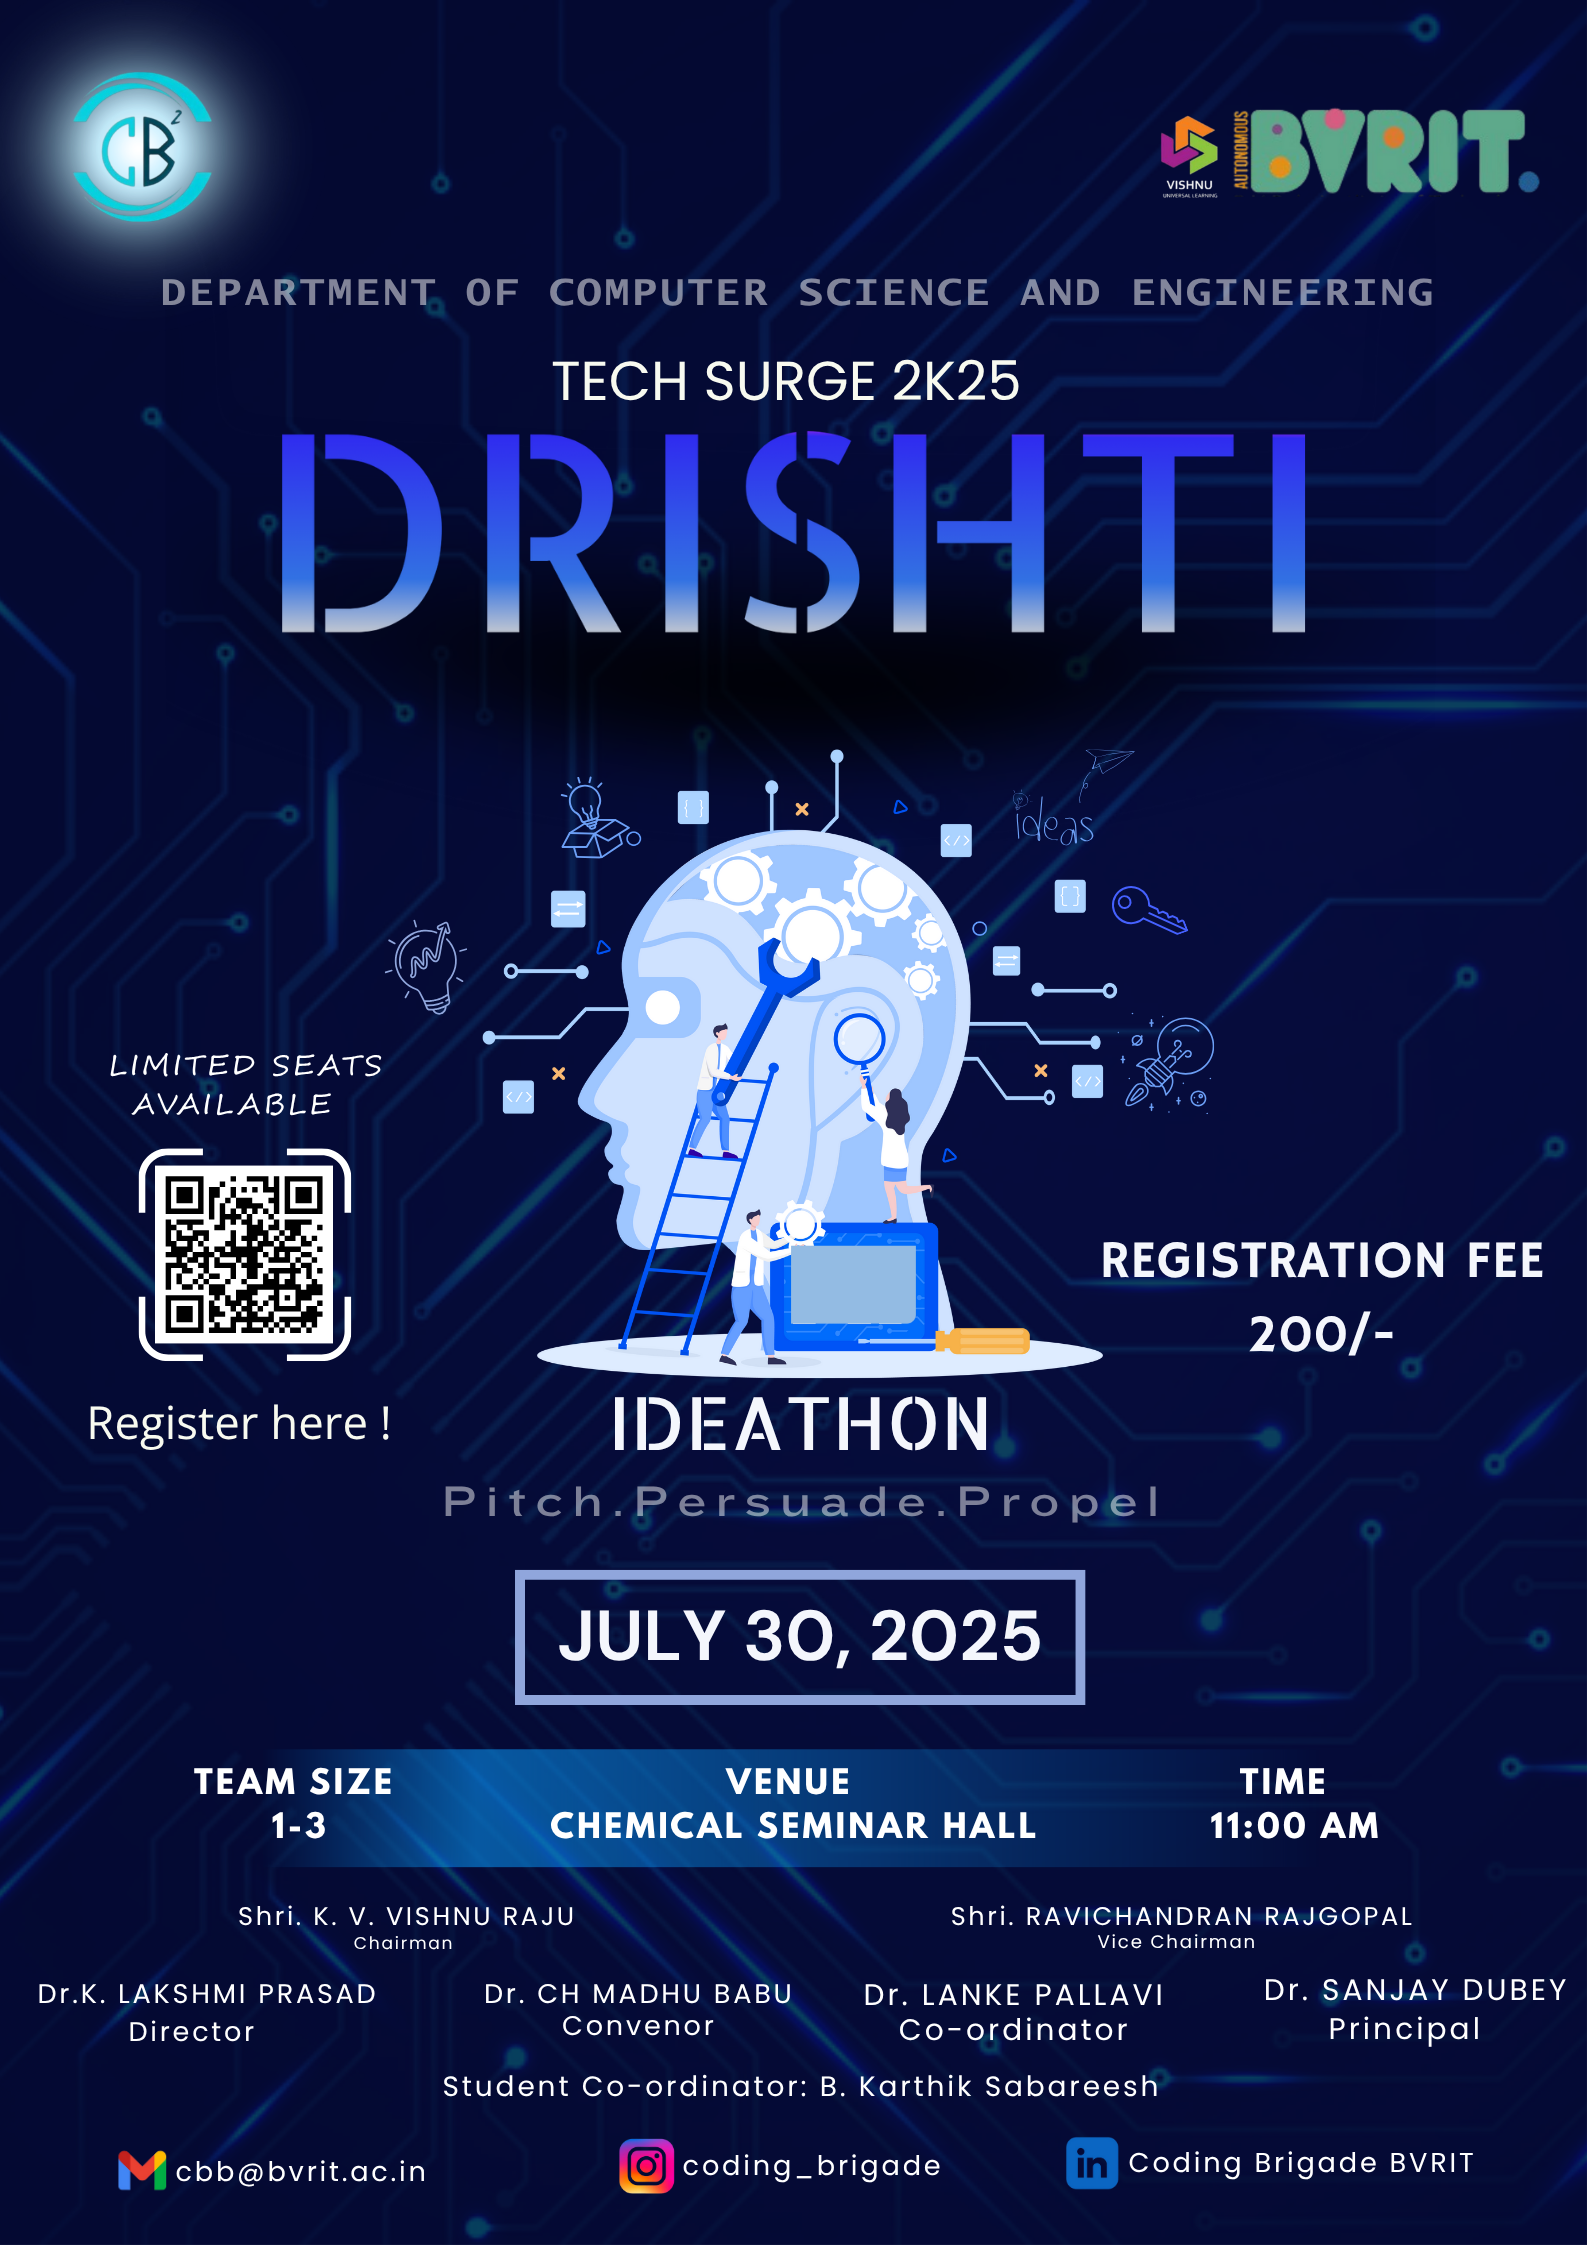 CB2
VISHNU
UNIVERSAL LEARNING
AUTONOMOUS
BVRIT.
DEPARTMENT OF COMPUTER SCIENCE AND ENGINEERING
TECH SURGE 2K25
DRISHTI
{ }
</>
ideas
{ }
</>
</>
LIMITED SEATS
AVAILABLE
Register here !
REGISTRATION FEE
200/-
IDEATHON
Pitch.Persuade.Propel
JULY 30, 2025
TEAM SIZE
1-3
VENUE
CHEMICAL SEMINAR HALL
TIME
11:00 AM
Shri. K. V. VISHNU RAJU
Chairman
Shri. RAVICHANDRAN RAJGOPAL
Vice Chairman
Dr.K. LAKSHMI PRASAD
Director
Dr. CH MADHU BABU
Convenor
Dr. LANKE PALLAVI
Co-ordinator
Dr. SANJAY DUBEY
Principal
Student Co-ordinator: B. Karthik Sabareesh
cbb@bvrit.ac.in
coding_brigade
in
Coding Brigade BVRIT